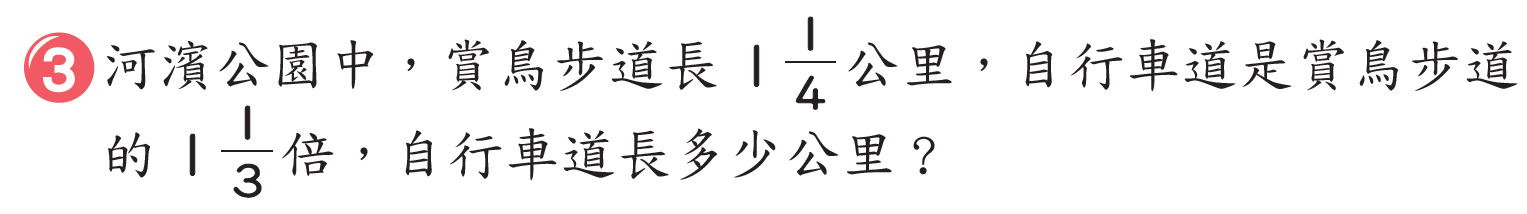 3 河濱公園中，賞鳥步道長 1 1/4 公里，自行車道是賞鳥步道
的 1 1/3 倍，自行車道長多少公里？